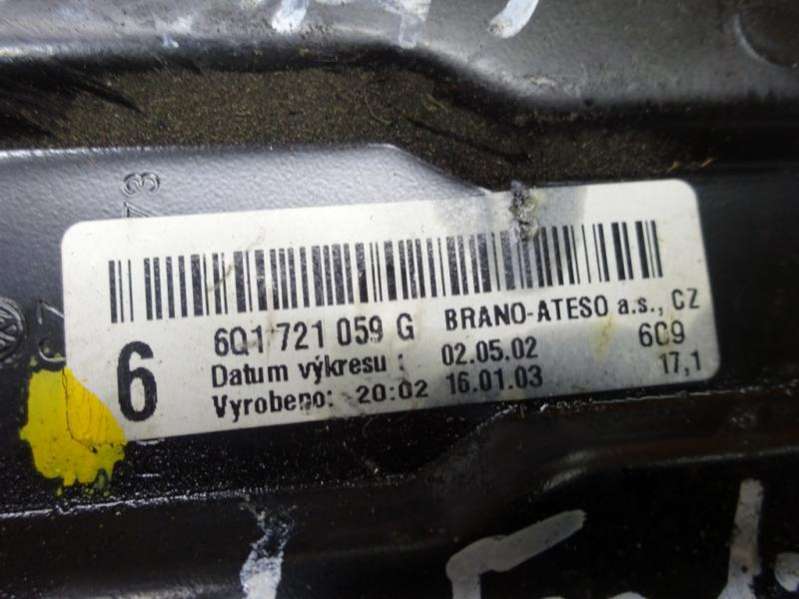 6Q1 721 059 G BRANO-ATESO a.s., CZ
6 Datum výkresu : 02.05.02 6C9
Vyrobeno: 20:02 16.01.03 17,1